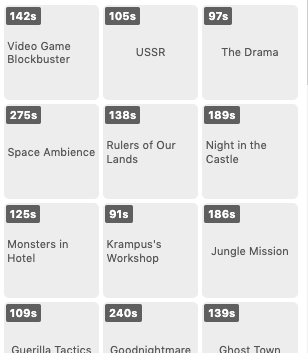 142s
105s
97s
Video Game
Blockbuster
USSR
The Drama
275s
138s
189s
Space Ambience
Rulers of Our
Lands
Night in the
Castle
125s
91s
186s
Monsters in
Hotel
Krampus's
Workshop
Jungle Mission
109s
240s
139s
Guerilla Tactics
Goodnightmare
Ghost Town